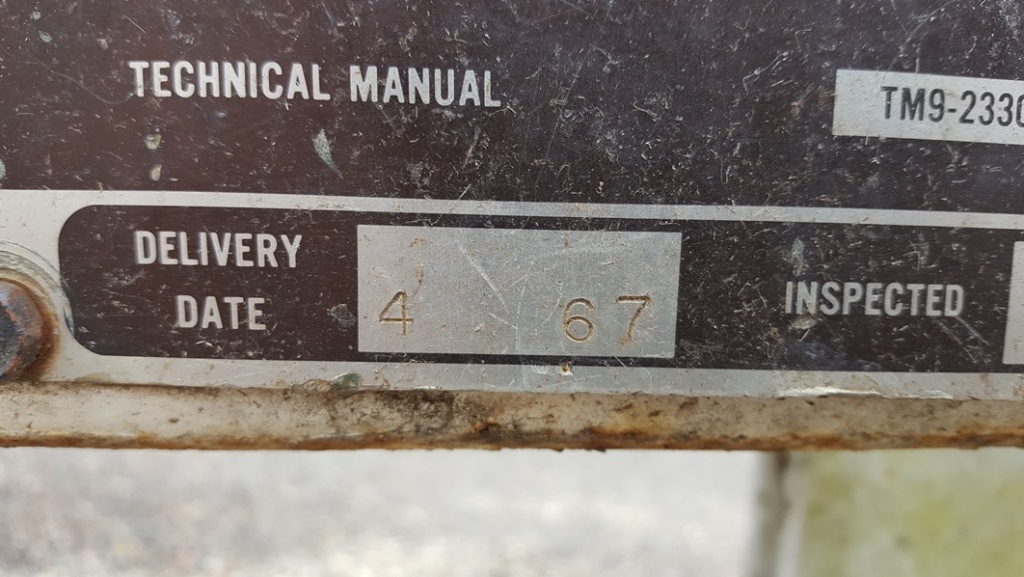 TECHNICAL MANUAL TM9-2330
DELIVERY
DATE 4 67
INSPECTED